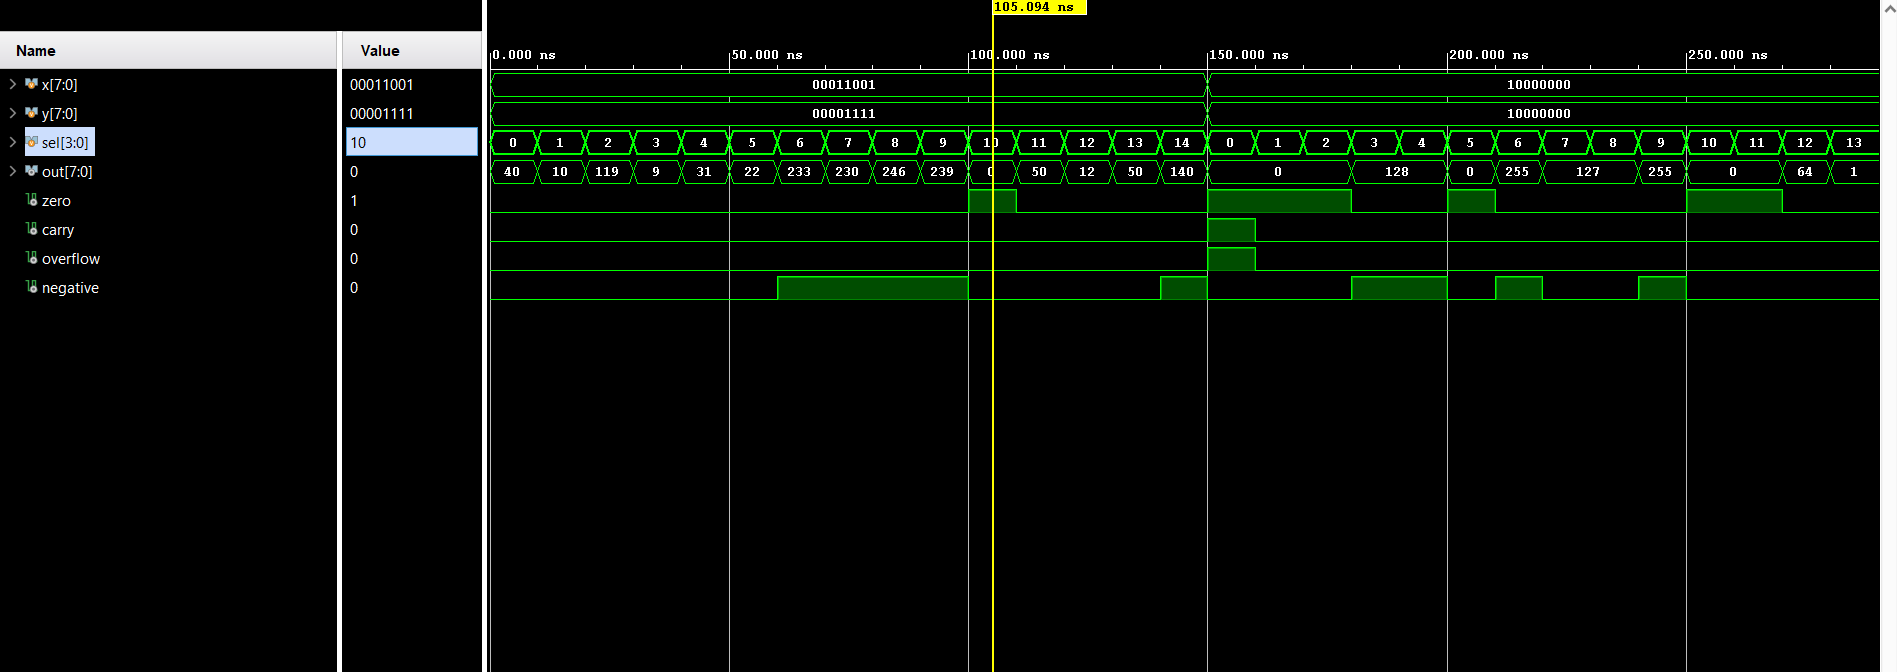 105.094 ns
Name Value 0.000 ns 50.000 ns 100.000 ns 150.000 ns 200.000 ns 250.000 ns
x[7:0] 00011001 00011001 10000000
y[7:0] 00001111 00001111 10000000
sel[3:0] 10 0 1 2 3 4 5 6 7 8 9 10 11 12 13 14 0 1 2 3 4 5 6 7 8 9 10 11 12 13
out[7:0] 0 40 10 119 9 31 22 233 230 246 239 0 50 12 50 140 0 128 0 255 127 255 0 64 1
zero 1
carry 0
overflow 0
negative 0